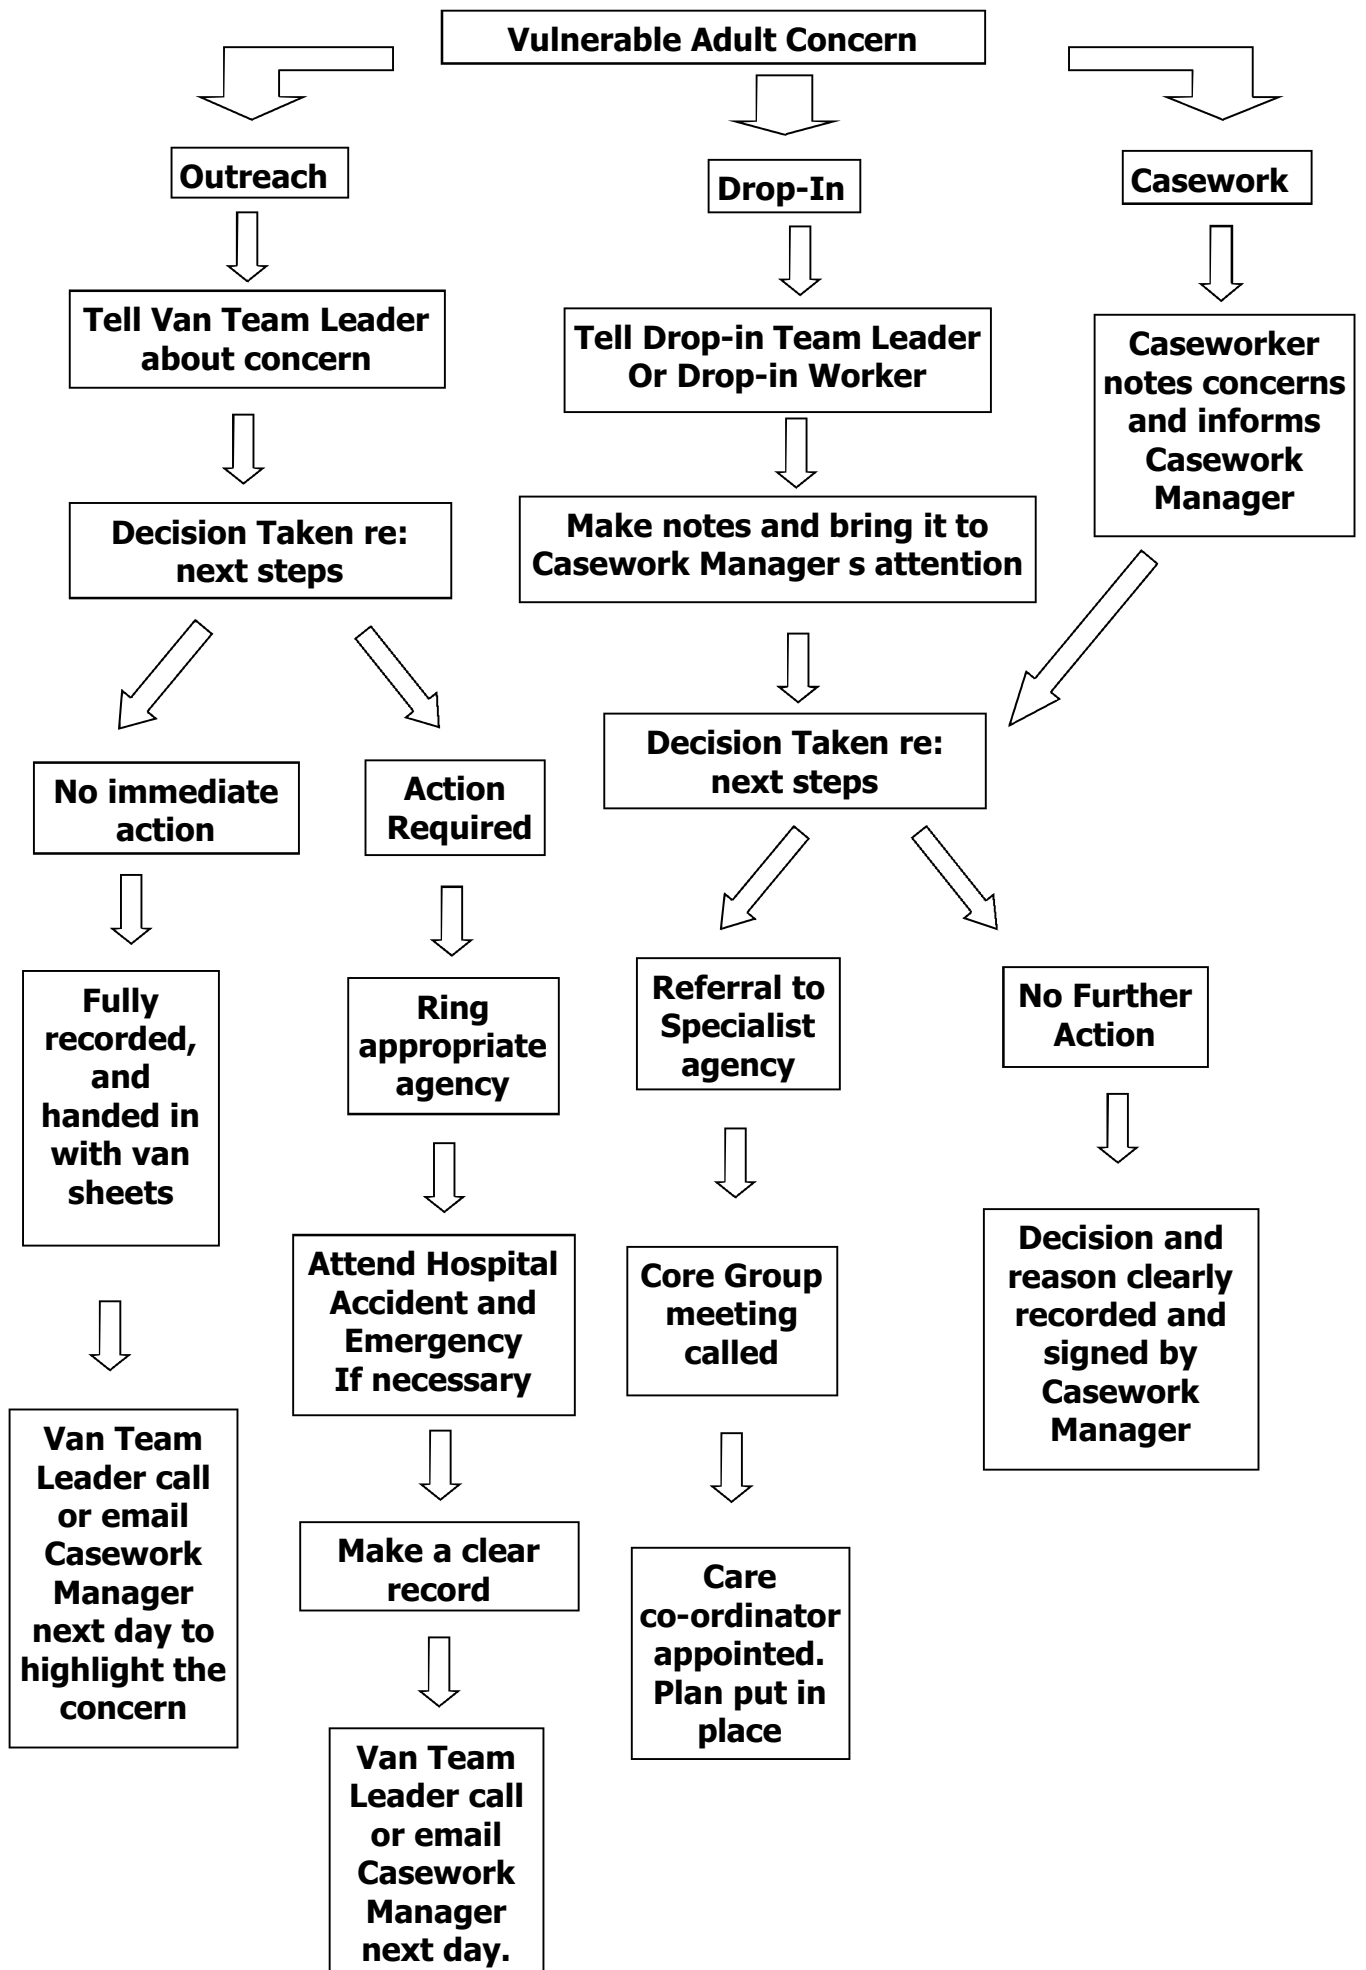 Vulnerable Adult Concern
Outreach
Drop-In
Casework
Tell Van Team Leader
about concern
Tell Drop-in Team Leader
Or Drop-in Worker
Caseworker
notes concerns
and informs
Casework
Manager
Decision Taken re:
next steps
Make notes and bring it to
Casework Manager s attention
No immediate
action
Action
Required
Decision Taken re:
next steps
Fully
recorded,
and
handed in
with van
sheets
Ring
appropriate
agency
Referral to
Specialist
agency
No Further
Action
Attend Hospital
Accident and
Emergency
If necessary
Core Group
meeting
called
Decision and
reason clearly
recorded and
signed by
Casework
Manager
Van Team
Leader call
or email
Casework
Manager
next day to
highlight the
concern
Make a clear
record
Care
co-ordinator
appointed.
Plan put in
place
Van Team
Leader call
or email
Casework
Manager
next day.